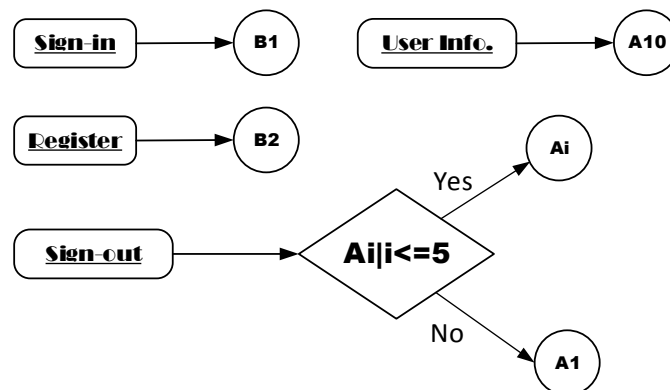 Sign-in
B1
User Info.
A10
Register
B2
Ai
Yes
Sign-out
Ai|i<=5
No
A1